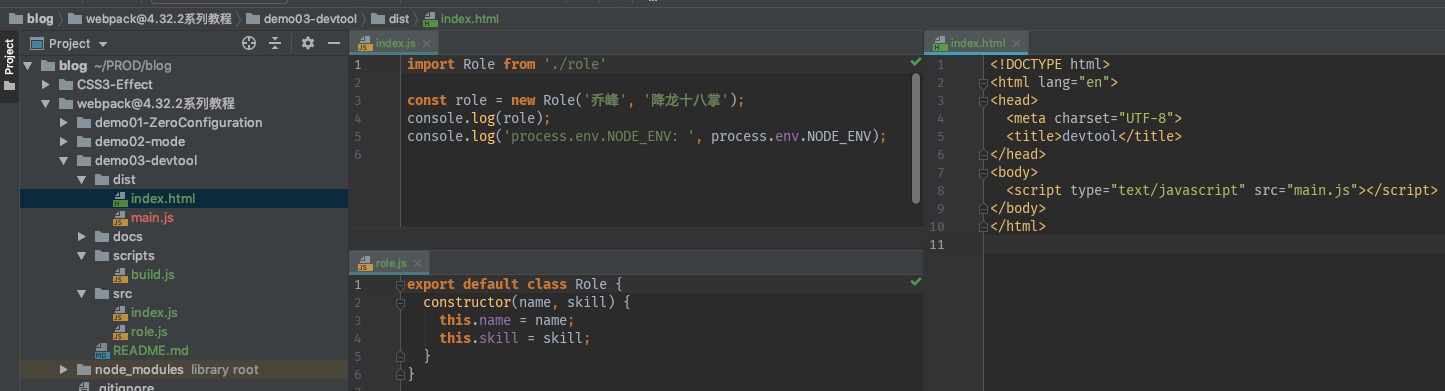 blog webpack@4.32.2系列教程 demo03-devtool dist index.html
Project
Project
blog ~/PROD/blog
CSS3-Effect
webpack@4.32.2系列教程
demo01-ZeroConfiguration
demo02-mode
demo03-devtool
dist
index.html
main.js
docs
scripts
build.js
src
index.js
role.js
README.md
node_modules library root
.gitignore
index.js
1 import Role from './role'
2
3 const role = new Role('乔峰', '降龙十八掌');
4 console.log(role);
5 console.log('process.env.NODE_ENV: ', process.env.NODE_ENV);
6
role.js
1 export default class Role {
2 constructor(name, skill) {
3 this.name = name;
4 this.skill = skill;
5 }
6 }
index.html
1 <!DOCTYPE html>
2 <html lang="en">
3 <head>
4 <meta charset="UTF-8">
5 <title>devtool</title>
6 </head>
7 <body>
8 <script type="text/javascript" src="main.js"></script>
9 </body>
10 </html>
11